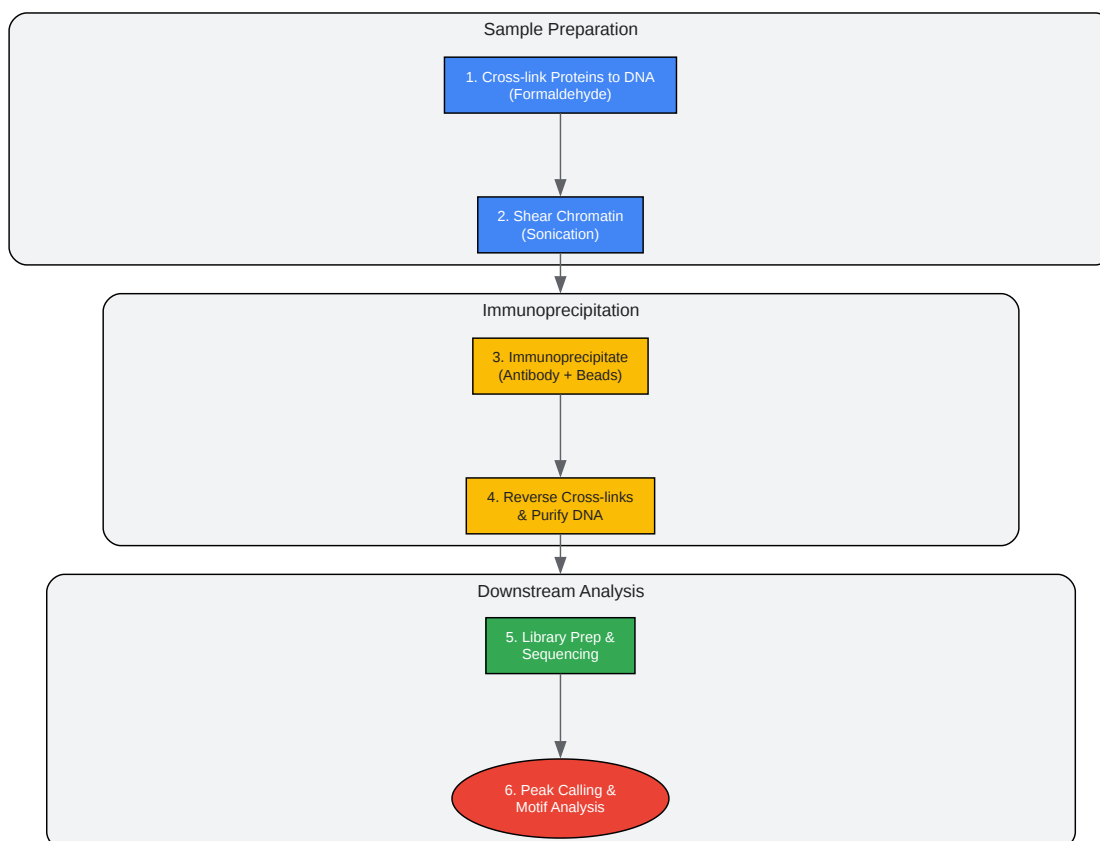 Sample Preparation
1. Cross-link Proteins to DNA
(Formaldehyde)
2. Shear Chromatin
(Sonication)
Immunoprecipitation
3. Immunoprecipitate
(Antibody + Beads)
4. Reverse Cross-links
& Purify DNA
Downstream Analysis
5. Library Prep &
Sequencing
6. Peak Calling &
Motif Analysis